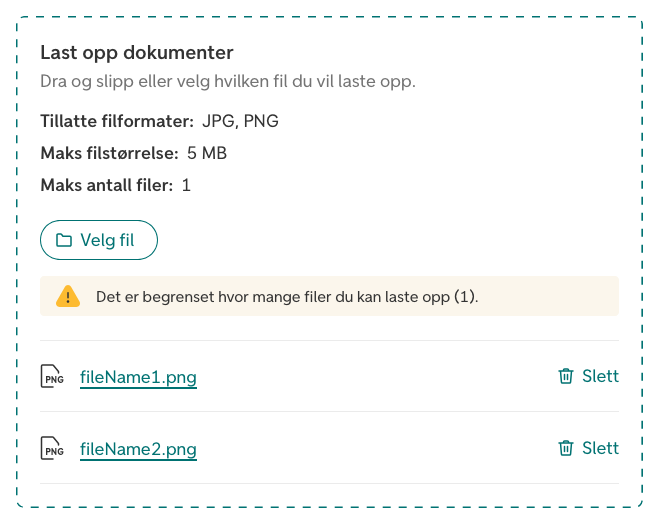 Last opp dokumenter
Dra og slipp eller velg hvilken fil du vil laste opp.
Tillatte filformater: JPG, PNG
Maks filstørrelse: 5 MB
Maks antall filer: 1
Velg fil
Det er begrenset hvor mange filer du kan laste opp (1).
PNG fileName1.png Slett
PNG fileName2.png Slett